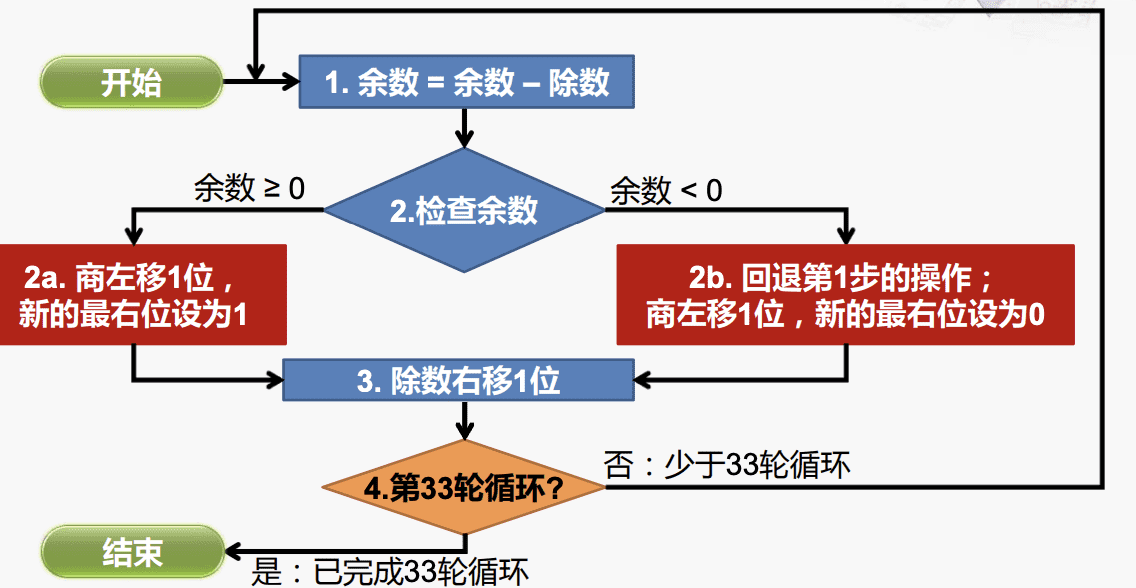 开始
1. 余数 = 余数 – 除数
余数 ≥ 0
2.检查余数
余数 < 0
2a. 商左移1位，
新的最右位设为1
2b. 回退第1步的操作；
商左移1位，新的最右位设为0
3. 除数右移1位
4.第33轮循环?
否：少于33轮循环
结束
是：已完成33轮循环